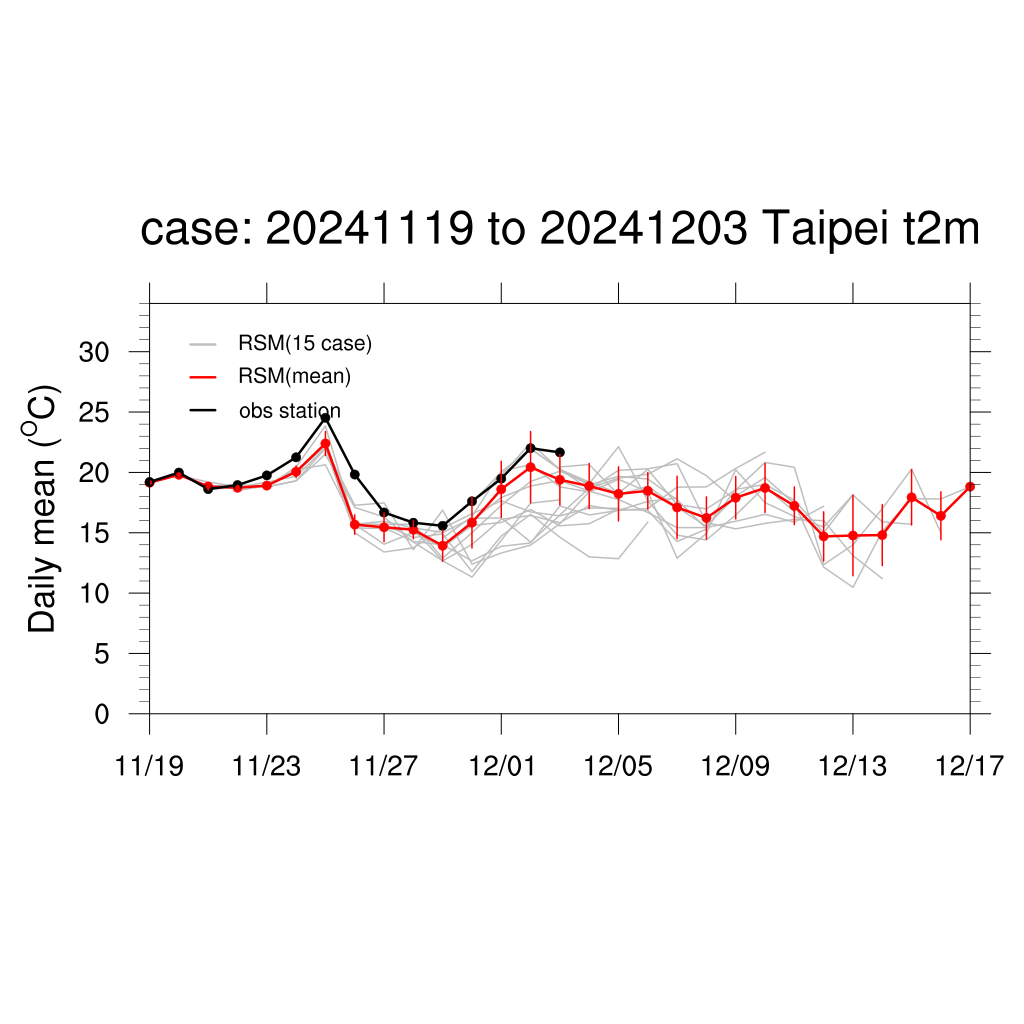 case: 20241119 to 20241203 Taipei t2m
RSM(15 case)
RSM(mean)
obs station
Daily mean (°C)
30
25
20
15
10
5
0
11/19 11/23 11/27 12/01 12/05 12/09 12/13 12/17